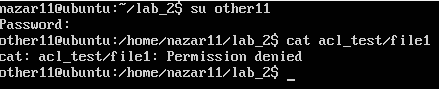 nazar11@ubuntu:~/lab_2$ su other11
Password:
other11@ubuntu:/home/nazar11/lab_2$ cat acl_test/file1
cat: acl_test/file1: Permission denied
other11@ubuntu:/home/nazar11/lab_2$ _